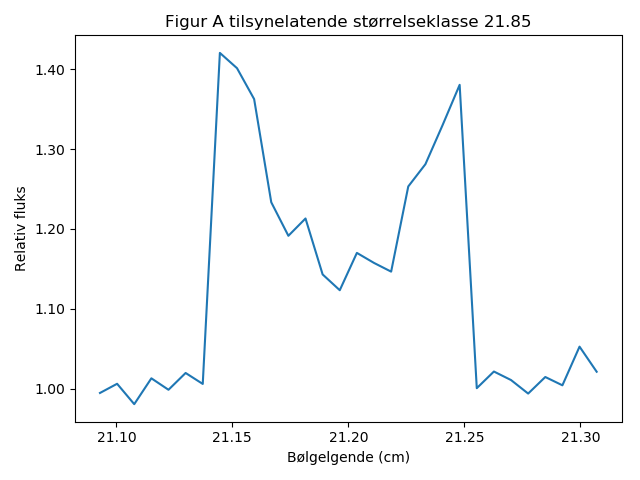 Figur A tilsynelatende størrelseklasse 21.85
1.40
1.30
1.20
1.10
1.00
Relativ fluks
21.10 21.15 21.20 21.25 21.30
Bølgelgende (cm)